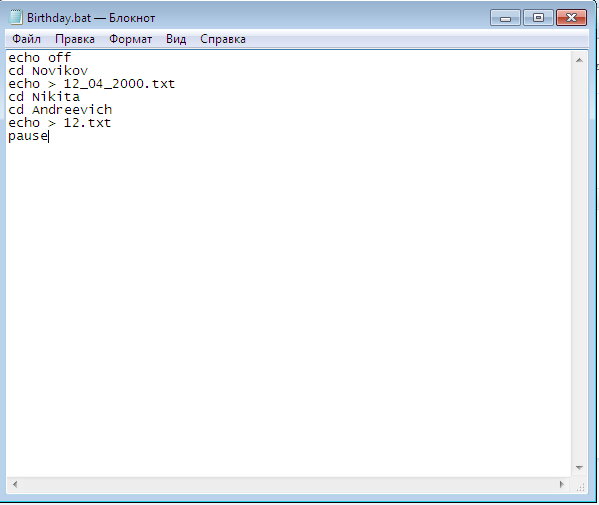 Birthday.bat — Блокнот
Файл Правка Формат Вид Справка
echo off
cd Novikov
echo > 12_04_2000.txt
cd Nikita
cd Andreevich
echo > 12.txt
pause